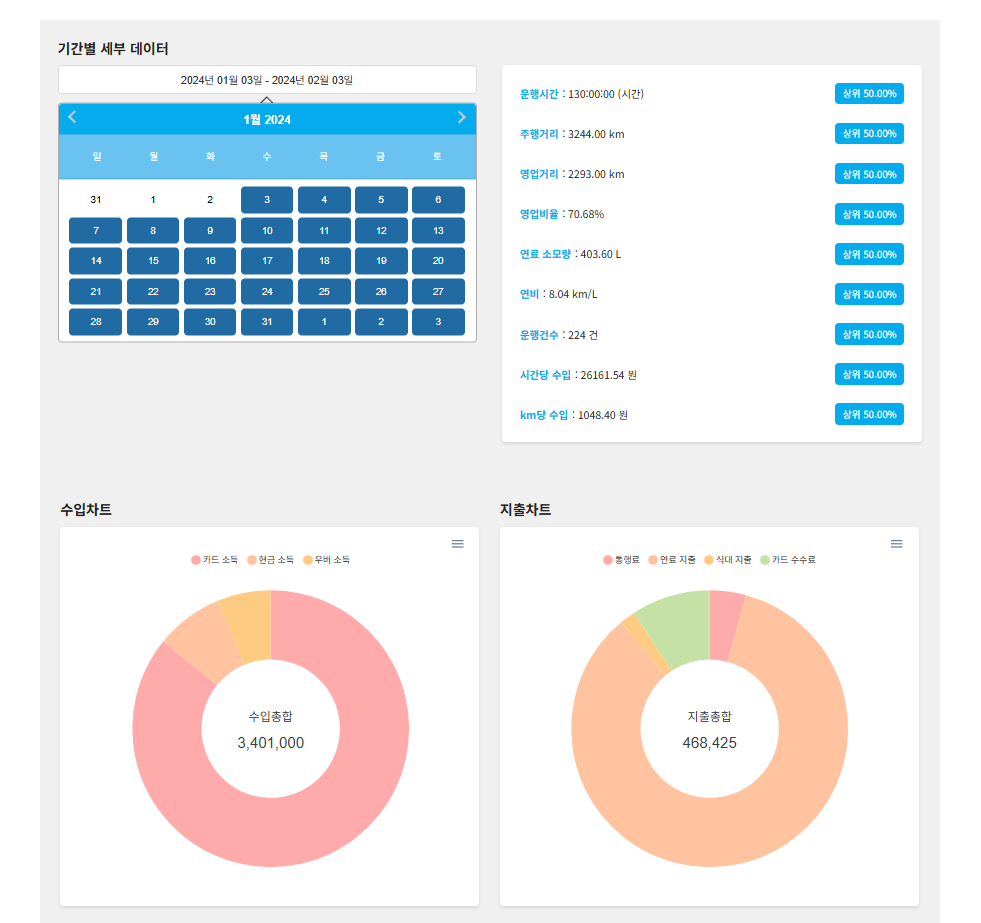 기간별 세부 데이터
2024년 01월 03일 - 2024년 02월 03일
1월 2024
일 월 화 수 목 금 토
31 1 2 3 4 5 6
7 8 9 10 11 12 13
14 15 16 17 18 19 20
21 22 23 24 25 26 27
28 29 30 31 1 2 3
운행시간 : 130:00:00 (시간) 상위 50.00%
주행거리 : 3244.00 km 상위 50.00%
영업거리 : 2293.00 km 상위 50.00%
영업비율 : 70.68% 상위 50.00%
연료 소모량 : 403.60 L 상위 50.00%
연비 : 8.04 km/L 상위 50.00%
운행건수 : 224 건 상위 50.00%
시간당 수입 : 26161.54 원 상위 50.00%
km당 수입 : 1048.40 원 상위 50.00%
수입차트
카드 소득 현금 소득 우버 소득
수입총합
3,401,000
지출차트
통행료 연료 지출 식대 지출 카드 수수료
지출총합
468,425